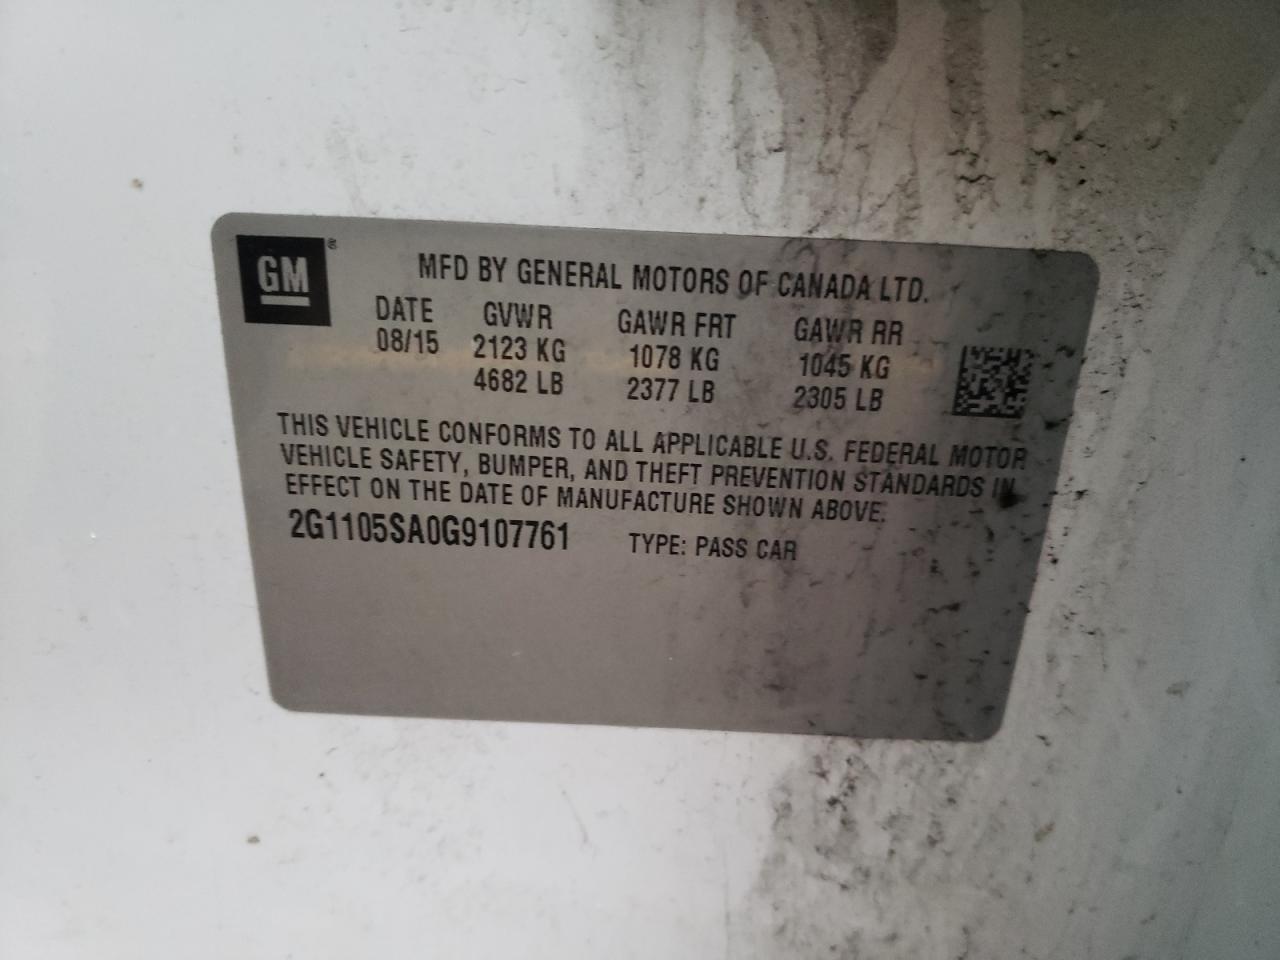 GM®
MFD BY GENERAL MOTORS OF CANADA LTD.
DATE GVWR GAWR FRT GAWR RR
08/15 2123 KG 1078 KG 1045 KG
4682 LB 2377 LB 2305 LB
THIS VEHICLE CONFORMS TO ALL APPLICABLE U.S. FEDERAL MOTOR
VEHICLE SAFETY, BUMPER, AND THEFT PREVENTION STANDARDS IN
EFFECT ON THE DATE OF MANUFACTURE SHOWN ABOVE.
2G1105SA0G9107761 TYPE: PASS CAR